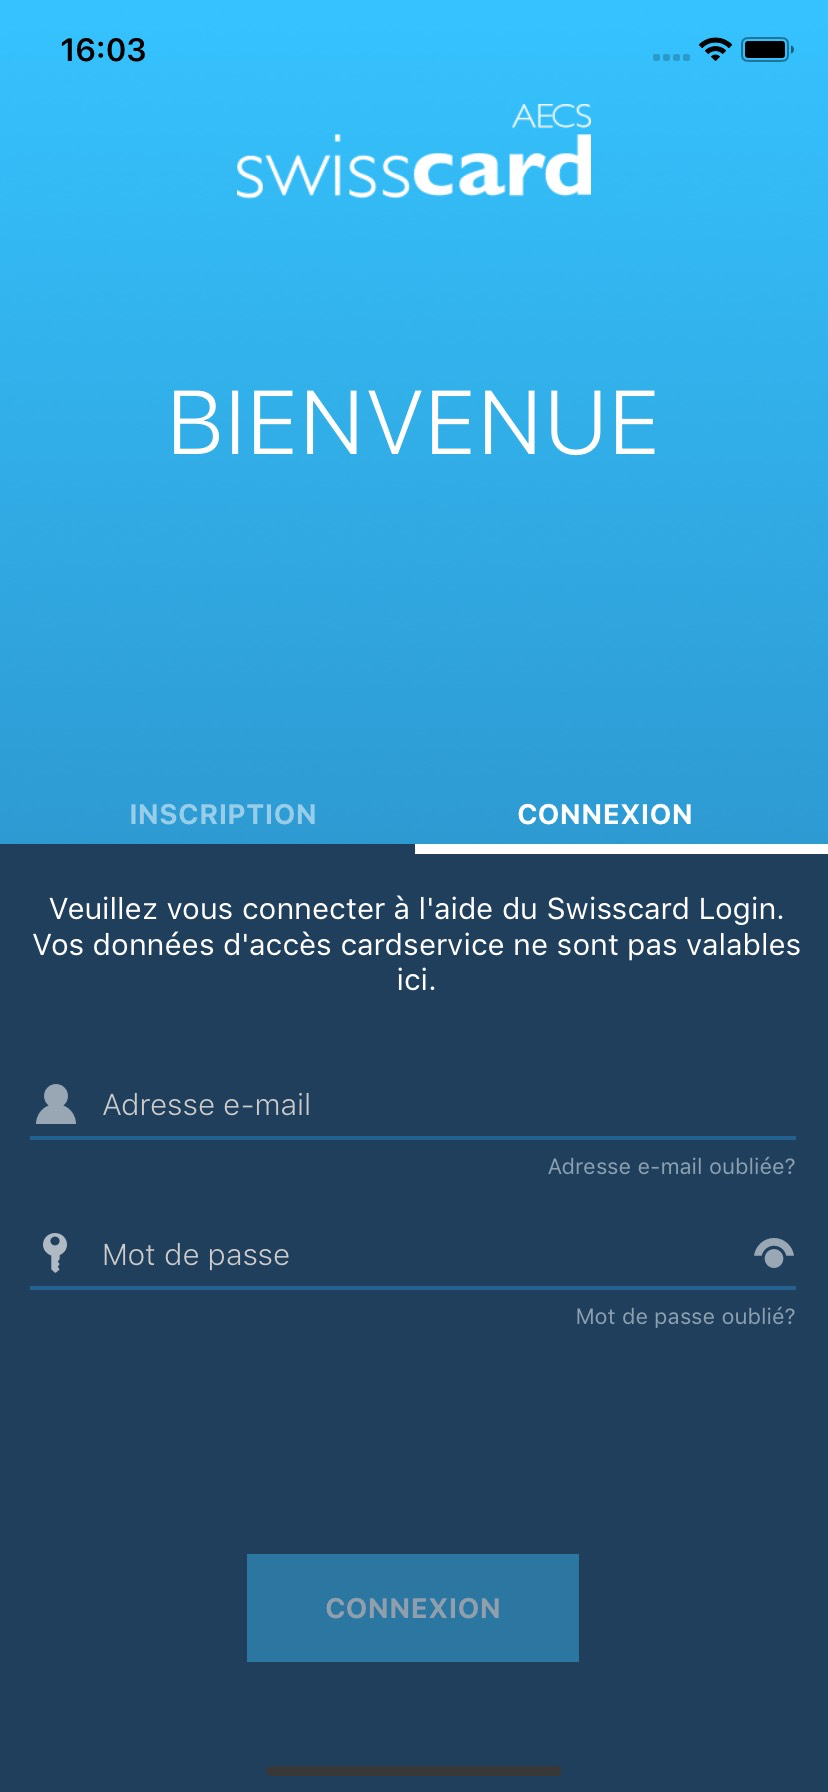 16:03
AECS
swisscard
BIENVENUE
INSCRIPTION
CONNEXION
Veuillez vous connecter à l'aide du Swisscard Login.
Vos données d'accès cardservice ne sont pas valables
ici.
Adresse e-mail
Adresse e-mail oubliée?
Mot de passe
Mot de passe oublié?
CONNEXION